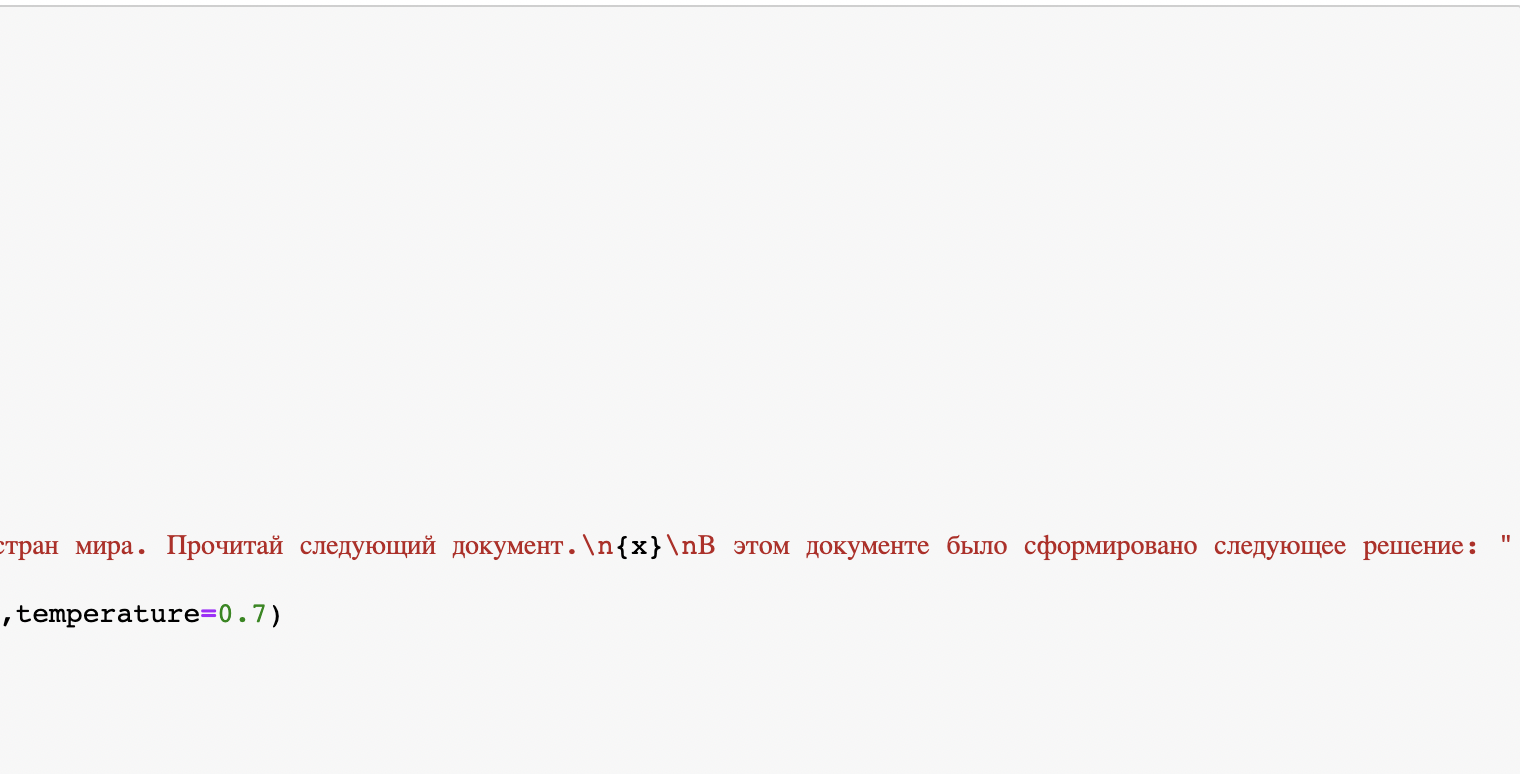 стран мира. Прочитай следующий документ.\n{x}\nВ этом документе было сформировано следующее решение: "
,temperature=0.7)